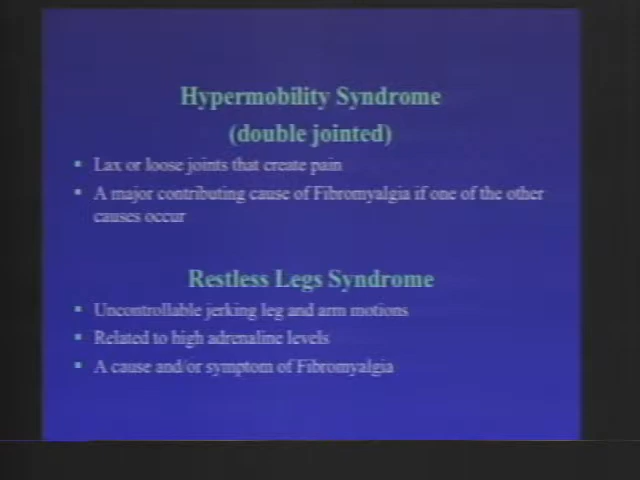 Hypermobility Syndrome
(double jointed)
Lax or loose joints that create pain
A major contributing cause of Fibromyalgia if one of the other
causes occur
Restless Legs Syndrome
Uncontrollable jerking leg and arm motions
Related to high adrenaline levels
A cause and/or symptom of Fibromyalgia